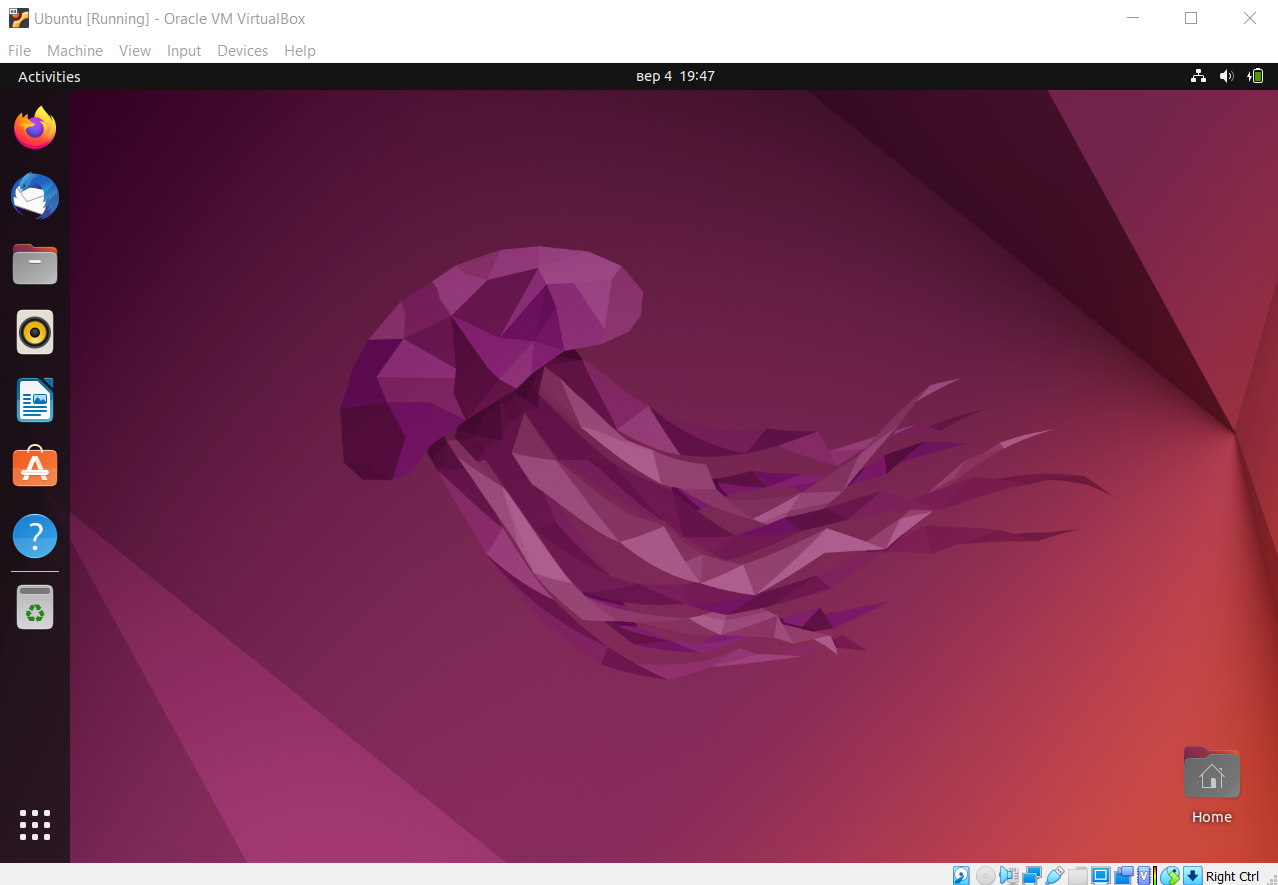 Ubuntu [Running] - Oracle VM VirtualBox
File Machine View Input Devices Help
Activities
вер 4 19:47
Home
Right Ctrl